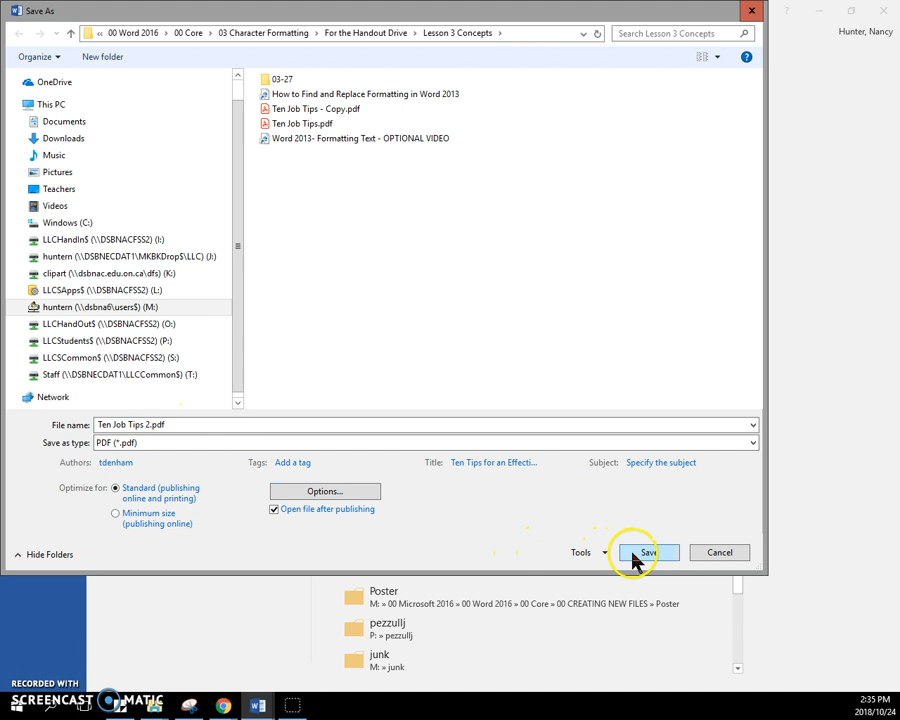 Save As
00 Word 2016 › 00 Core › 03 Character Formatting › For the Handout Drive › Lesson 3 Concepts ›
Search Lesson 3 Concepts
Hunter, Nancy
Organize
New folder
OneDrive
This PC
Documents
Downloads
Music
Pictures
Teachers
Videos
Windows (C:)
LLCHandIn$ (\\DSBNACFSS2) (I:)
huntern (\\DSBNECDAT1\MKBKDrop$\LLC) (J:)
clipart (\\dsbnac.edu.on.ca\dfs) (K:)
LLCSApps$ (\\DSBNACFSS2) (L:)
huntern (\\dsbna6\users$) (M:)
LLCHandOut$ (\\DSBNACFSS2) (O:)
LLCStudents$ (\\DSBNACFSS2) (P:)
LLCSCommon$ (\\DSBNACFSS2) (S:)
Staff (\\DSBNECDAT1\LLCCommon$) (T:)
Network
03-27
How to Find and Replace Formatting in Word 2013
Ten Job Tips - Copy.pdf
Ten Job Tips.pdf
Word 2013- Formatting Text - OPTIONAL VIDEO
File name: Ten Job Tips 2.pdf
Save as type: PDF (*.pdf)
Authors: tdenham
Tags: Add a tag
Title: Ten Tips for an Effecti...
Subject: Specify the subject
Optimize for: Standard (publishing
online and printing)
Minimum size
(publishing online)
Options...
Open file after publishing
Hide Folders
Tools
Save
Cancel
Poster
M: » 00 Microsoft 2016 » 00 Word 2016 » 00 Core » 00 CREATING NEW FILES » Poster
pezzullj
P: » pezzullj
junk
M: » junk
RECORDED WITH
SCREENCAST MATIC
2:35 PM
2018/10/24